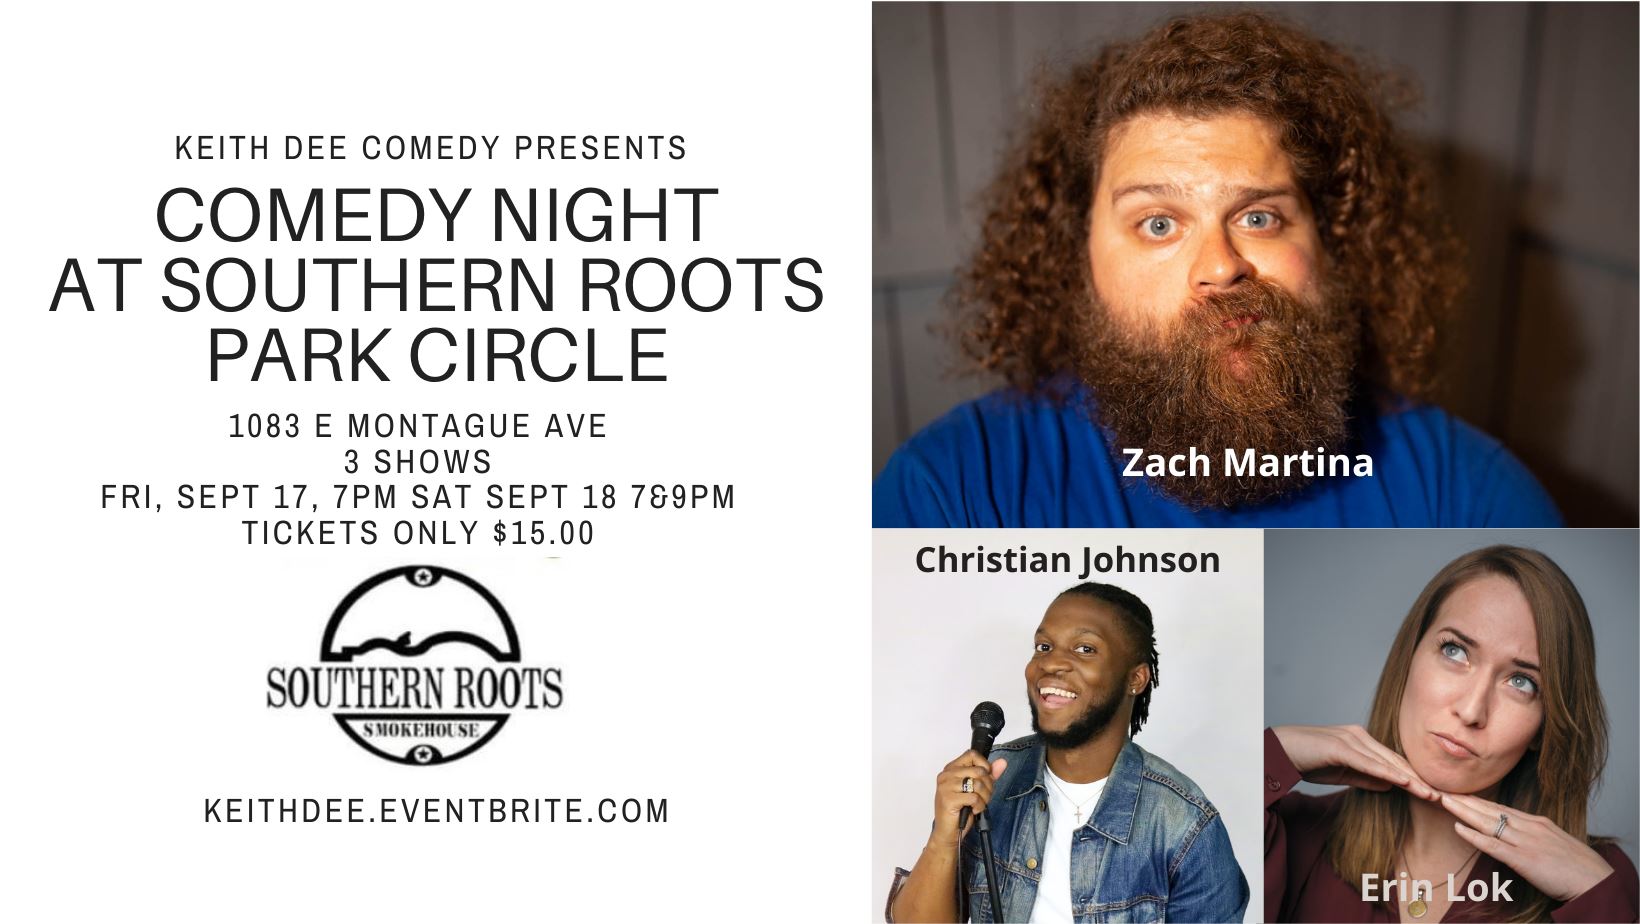 KEITH DEE COMEDY PRESENTS
COMEDY NIGHT
AT SOUTHERN ROOTS
PARK CIRCLE
1083 E MONTAGUE AVE
3 SHOWS
FRI, SEPT 17, 7PM SAT SEPT 18 7&9PM
TICKETS ONLY $15.00
SOUTHERN ROOTS
SMOKEHOUSE
KEITHDEE.EVENTBRITE.COM
Zach Martina
Christian Johnson
Erin Lok